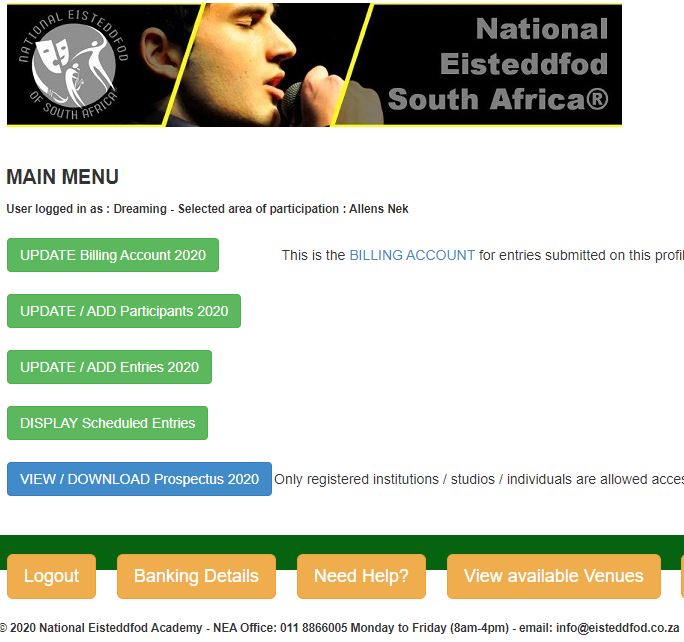 NATIONAL EISTEDDFOD
OF SOUTH AFRICA
National
Eisteddfod
South Africa®
MAIN MENU
User logged in as : Dreaming - Selected area of participation : Allens Nek
UPDATE Billing Account 2020 This is the BILLING ACCOUNT for entries submitted on this profil
UPDATE / ADD Participants 2020
UPDATE / ADD Entries 2020
DISPLAY Scheduled Entries
VIEW / DOWNLOAD Prospectus 2020 Only registered institutions / studios / individuals are allowed acces
Logout Banking Details Need Help? View available Venues
© 2020 National Eisteddfod Academy - NEA Office: 011 8866005 Monday to Friday (8am-4pm) - email: info@eisteddfod.co.za